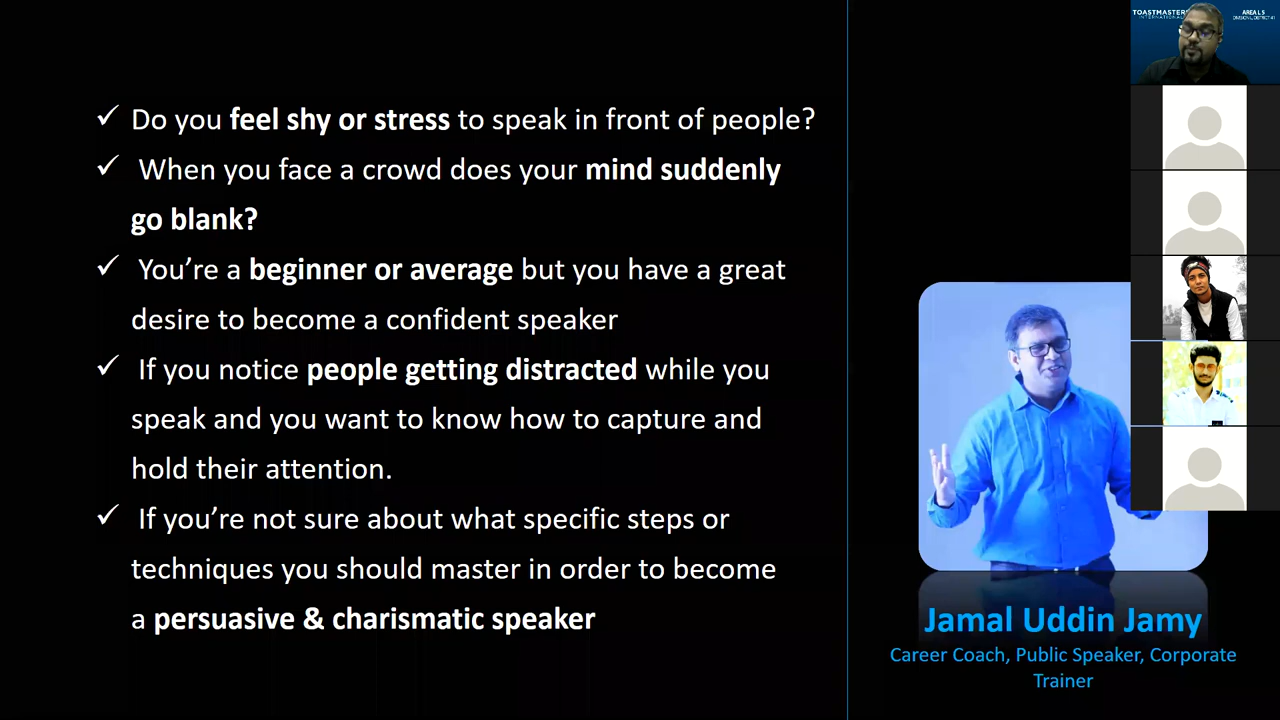 Do you feel shy or stress to speak in front of people?
When you face a crowd does your mind suddenly
go blank?
You’re a beginner or average but you have a great
desire to become a confident speaker
If you notice people getting distracted while you
speak and you want to know how to capture and
hold their attention.
If you’re not sure about what specific steps or
techniques you should master in order to become
a persuasive & charismatic speaker
Jamal Uddin Jamy
Career Coach, Public Speaker, Corporate
Trainer
TOASTMASTERS
INTERNATIONAL
AREA L5